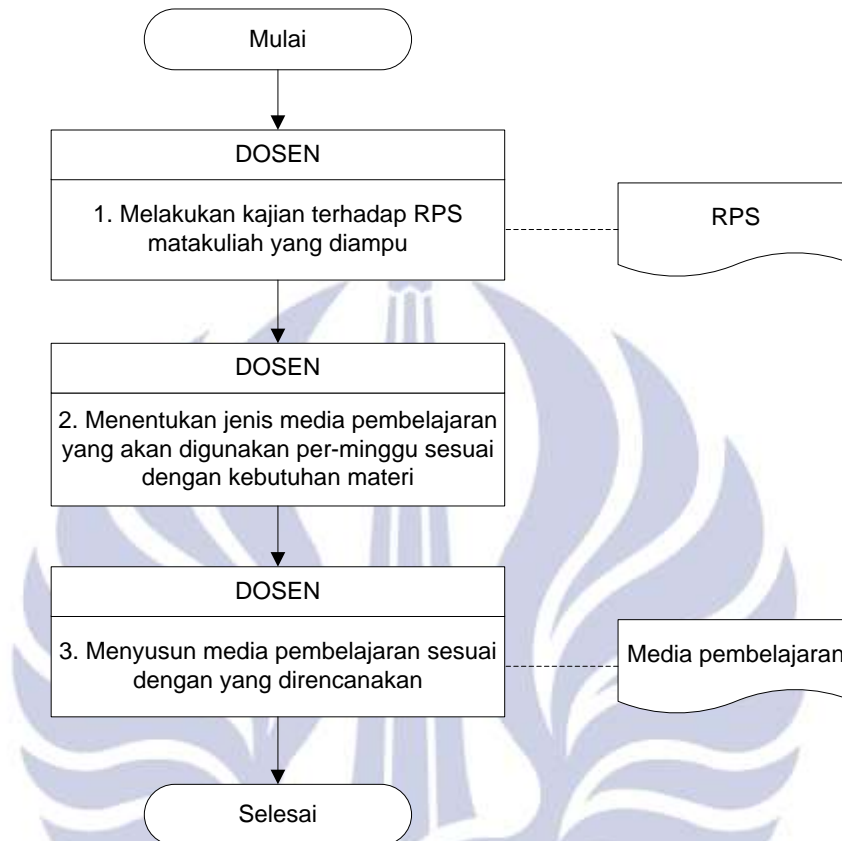 Mulai
DOSEN
1. Melakukan kajian terhadap RPS
matakuliah yang diampu
RPS
DOSEN
2. Menentukan jenis media pembelajaran
yang akan digunakan per-minggu sesuai
dengan kebutuhan materi
DOSEN
3. Menyusun media pembelajaran sesuai
dengan yang direncanakan
Media pembelajaran
Selesai